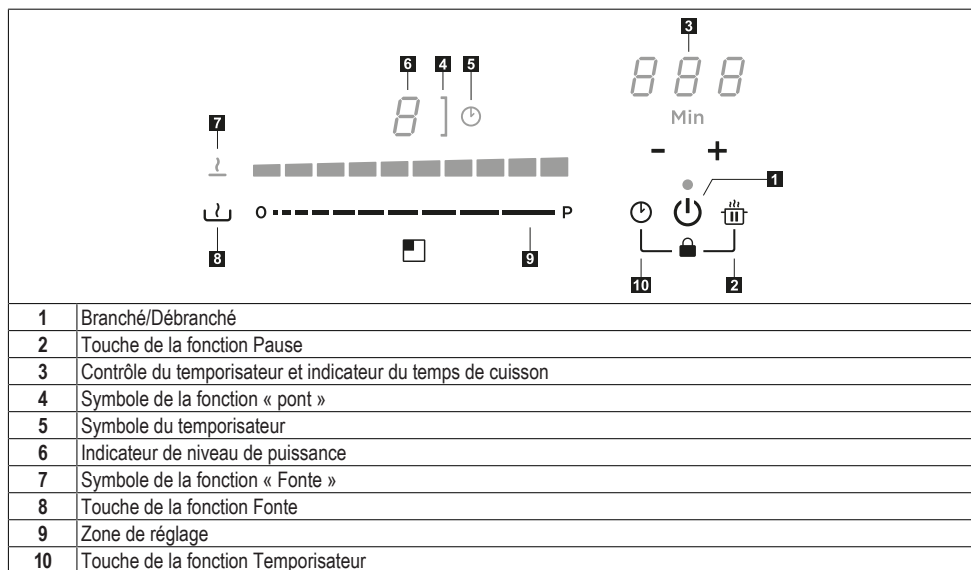 3
6 4 5
8 ] 8 8 8
Min
7
- +
1
O P
8 9 10 2
1 Branché/Débranché
2 Touche de la fonction Pause
3 Contrôle du temporisateur et indicateur du temps de cuisson
4 Symbole de la fonction « pont »
5 Symbole du temporisateur
6 Indicateur de niveau de puissance
7 Symbole de la fonction « Fonte »
8 Touche de la fonction Fonte
9 Zone de réglage
10 Touche de la fonction Temporisateur